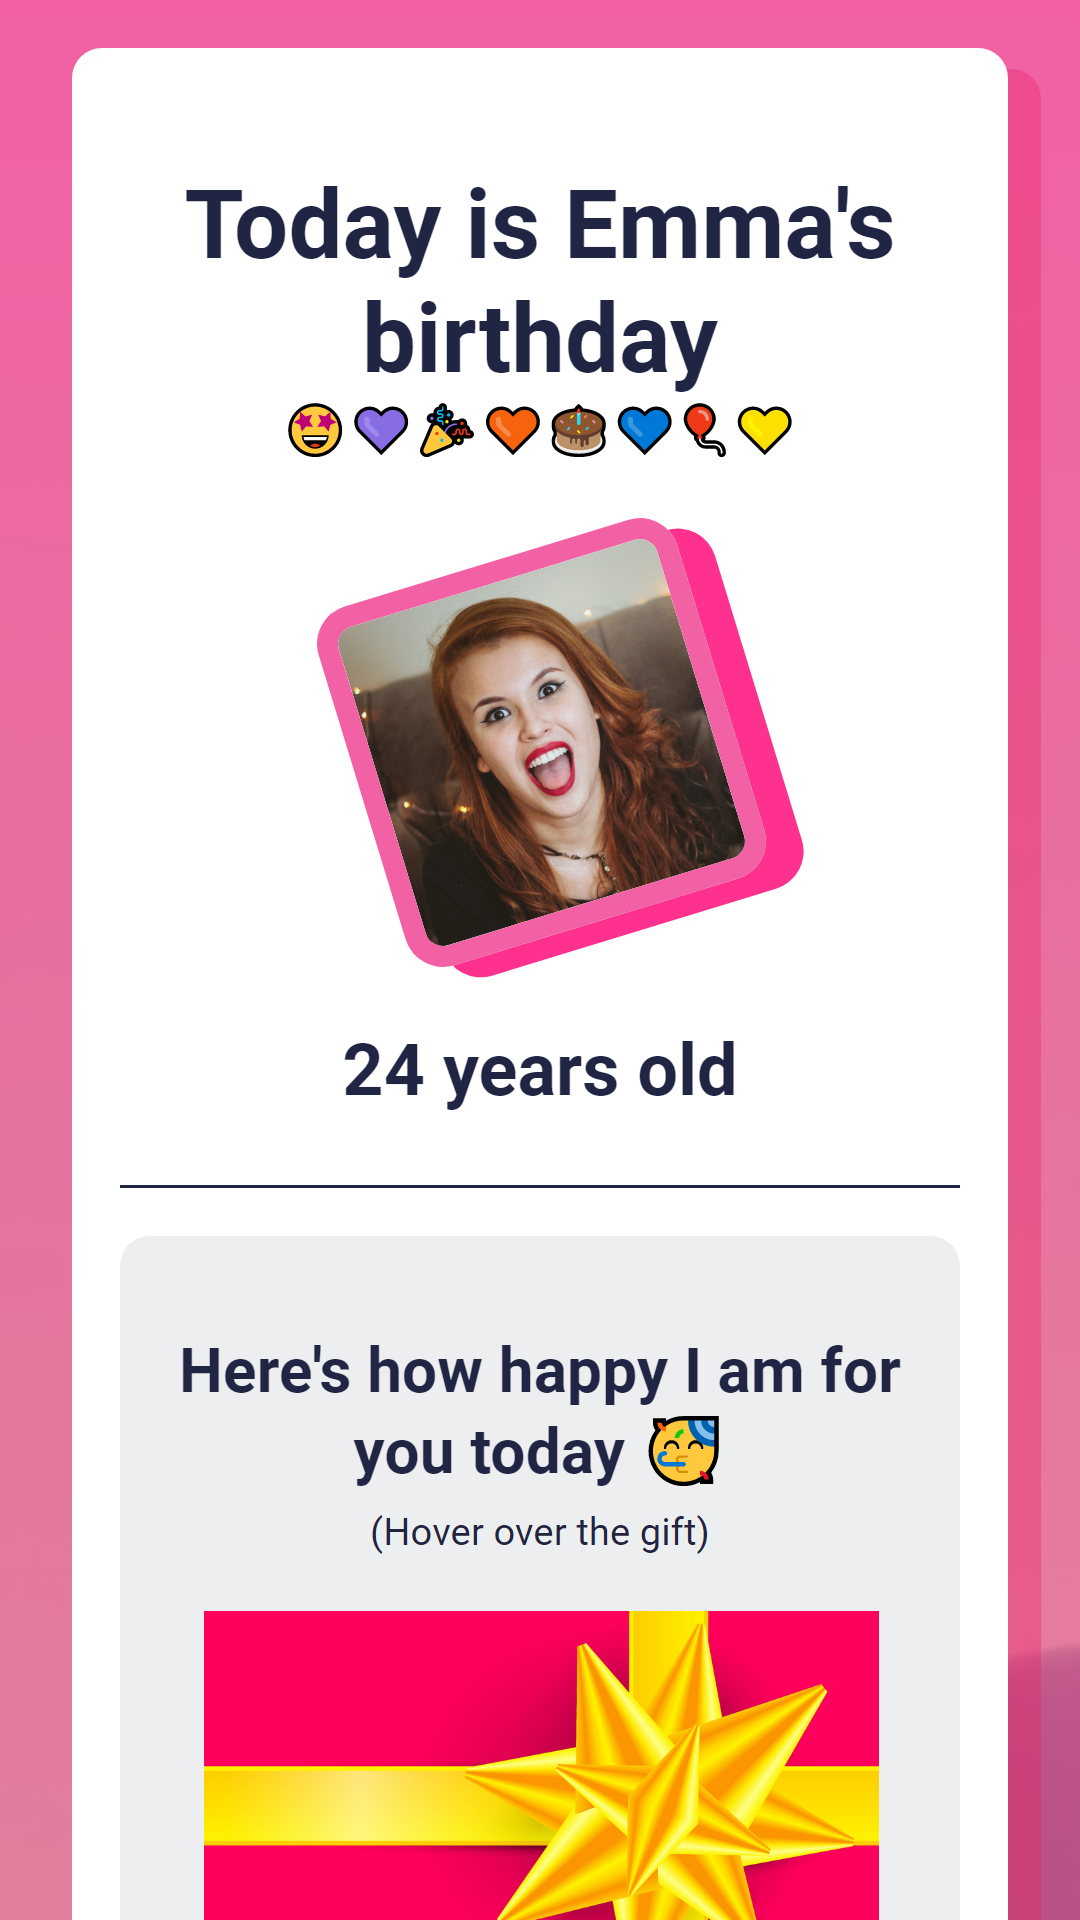 Today is Emma's
birthday
🤩💜🎉🧡🎂💙🎈💛
24 years old
Here's how happy I am for
you today 🥳
(Hover over the gift)